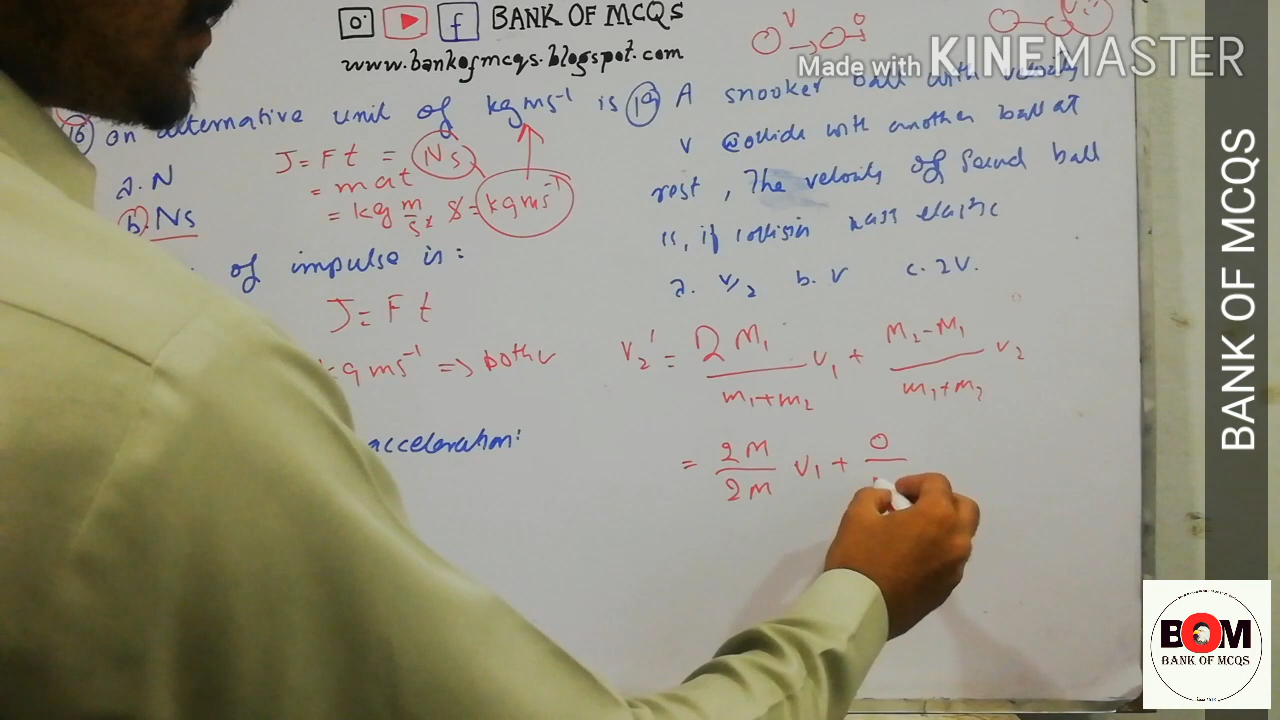 BANK OF MCQS
www.bankofmcqs.blogspot.com
Made with KINEMASTER
16 an alternative unit of kgms⁻¹ is
a. N
b. Ns
J = Ft = Ns
= mat
= kg m/s² s = kgms⁻¹
of impulse is:
J = F t
kgms⁻¹ => both
acceleration:
V
0
19 A snooker ball with velocity
v collide with another ball at
rest, The velocity of second ball
is, if collision mass elastic
a. v/2 b. v c. 2V.
V₂' = 2M₁/m₁+m₂ v₁ + M₂-M₁/m₁+m₂ v₂
= 2M/2M v₁ + 0/
BANK OF MCQS
BOM
BANK OF MCQS